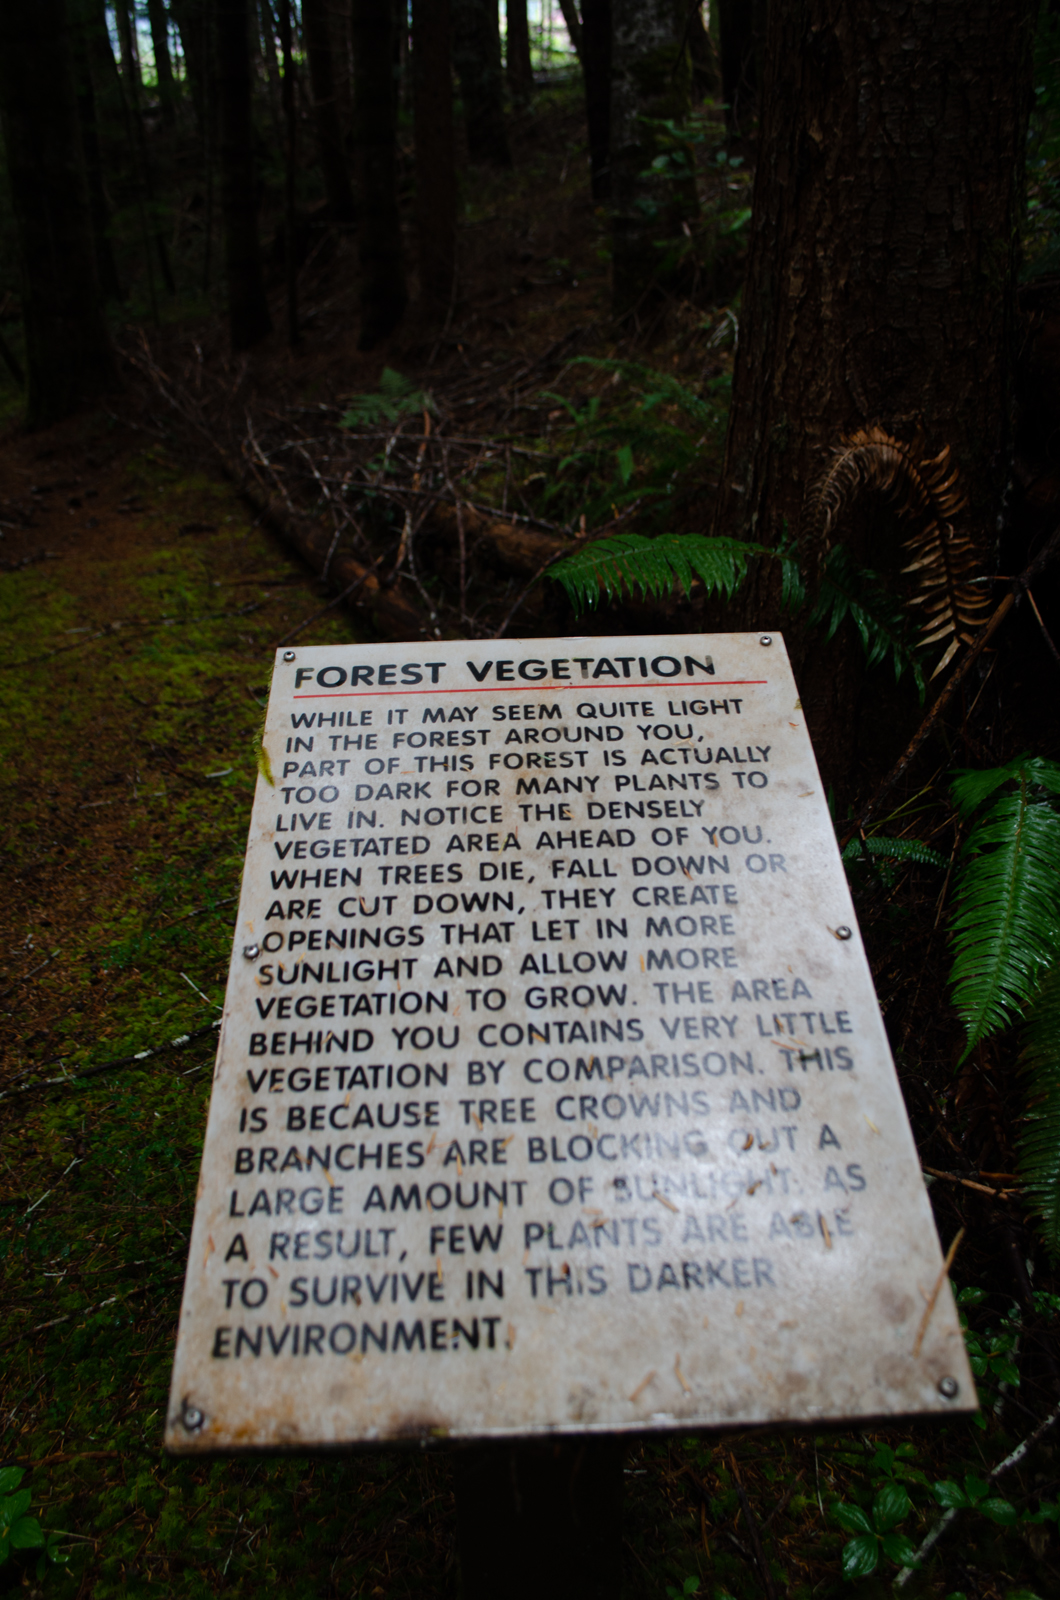 FOREST VEGETATION
WHILE IT MAY SEEM QUITE LIGHT
IN THE FOREST AROUND YOU,
PART OF THIS FOREST IS ACTUALLY
TOO DARK FOR MANY PLANTS TO
LIVE IN. NOTICE THE DENSELY
VEGETATED AREA AHEAD OF YOU.
WHEN TREES DIE, FALL DOWN OR
ARE CUT DOWN, THEY CREATE
OPENINGS THAT LET IN MORE
SUNLIGHT AND ALLOW MORE
VEGETATION TO GROW. THE AREA
BEHIND YOU CONTAINS VERY LITTLE
VEGETATION BY COMPARISON. THIS
IS BECAUSE TREE CROWNS AND
BRANCHES ARE BLOCKING OUT A
LARGE AMOUNT OF SUNLIGHT. AS
A RESULT, FEW PLANTS ARE ABLE
TO SURVIVE IN THIS DARKER
ENVIRONMENT.